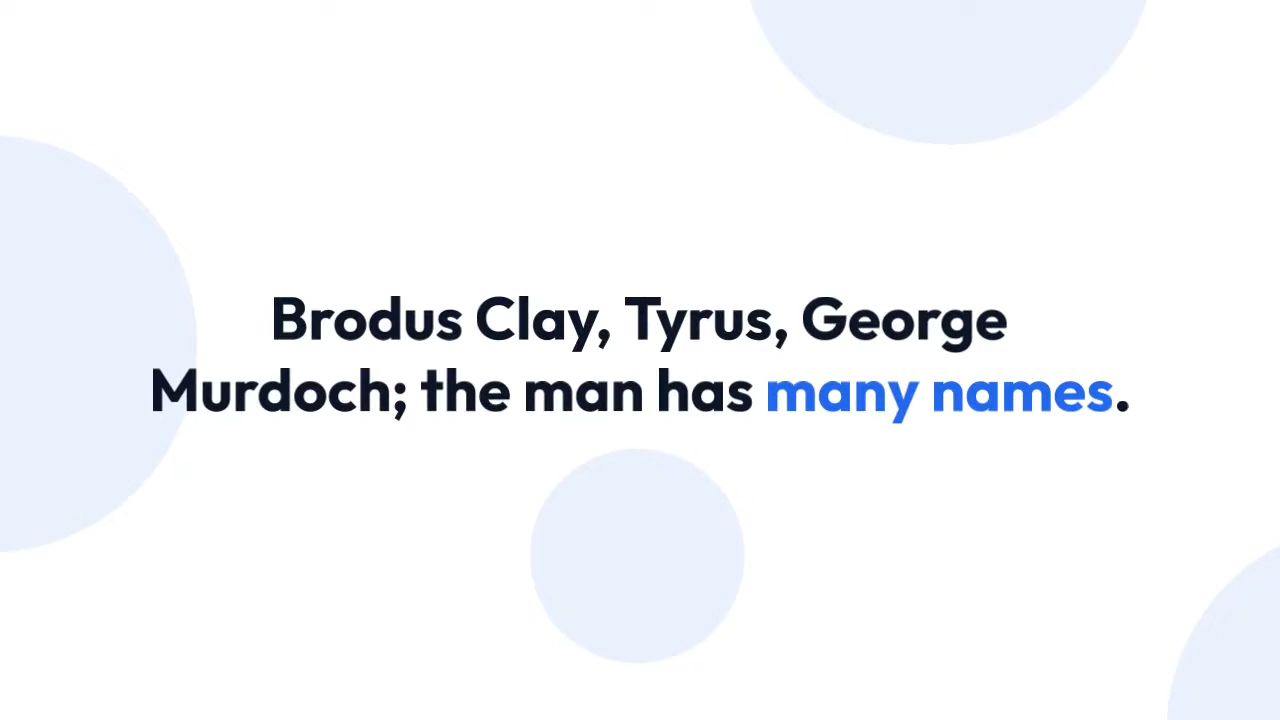 Brodus Clay, Tyrus, George
Murdoch; the man has many names.